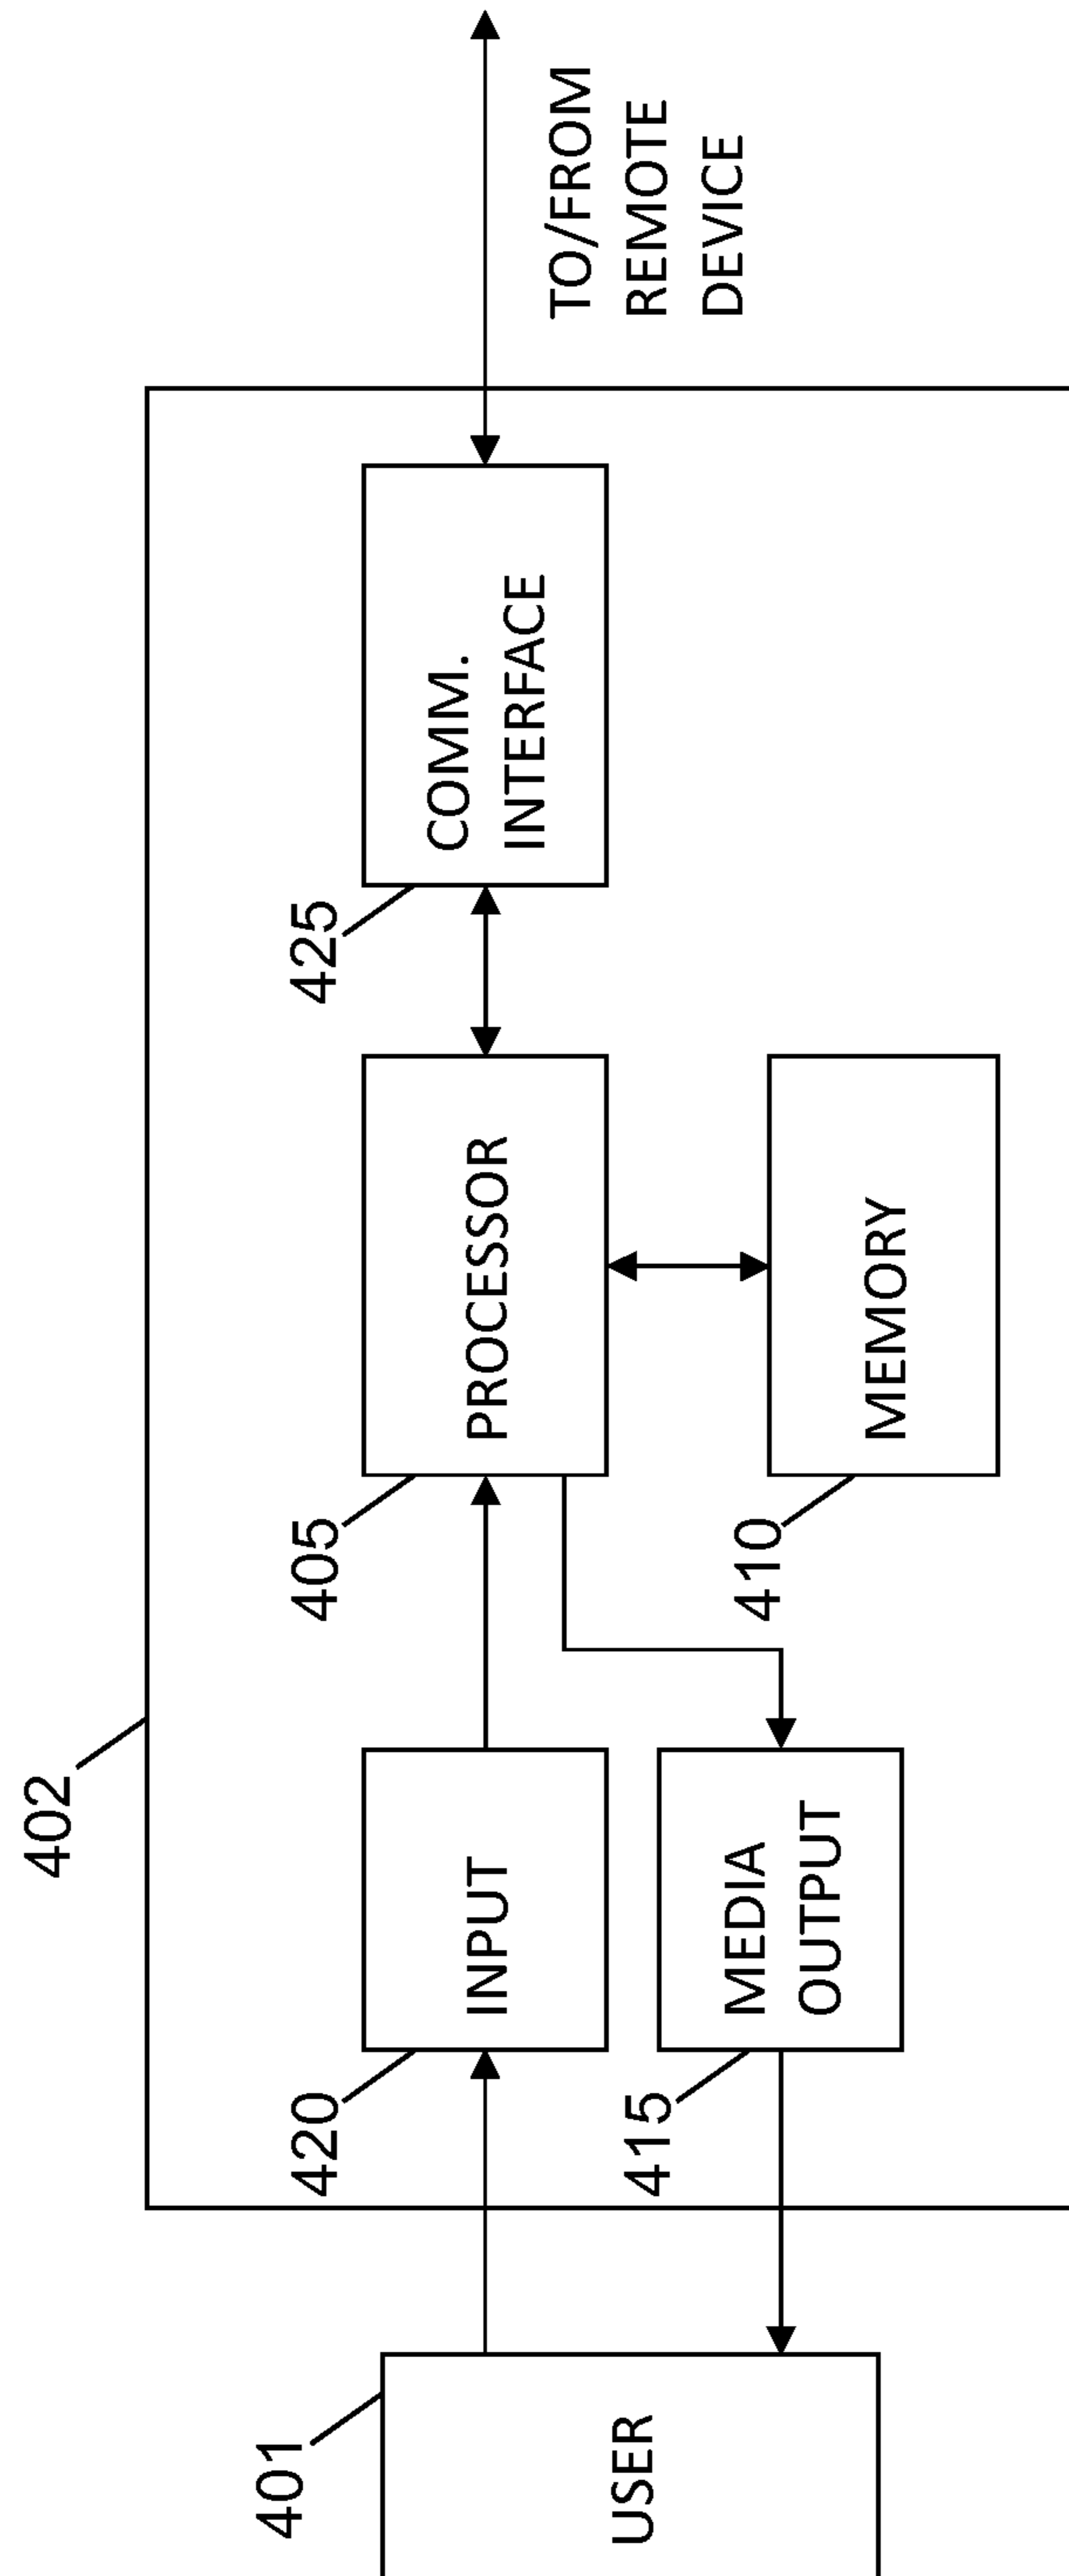 402
401
USER
420
INPUT
415
MEDIA
OUTPUT
405
PROCESSOR
410
MEMORY
425
COMM.
INTERFACE
TO/FROM
REMOTE
DEVICE